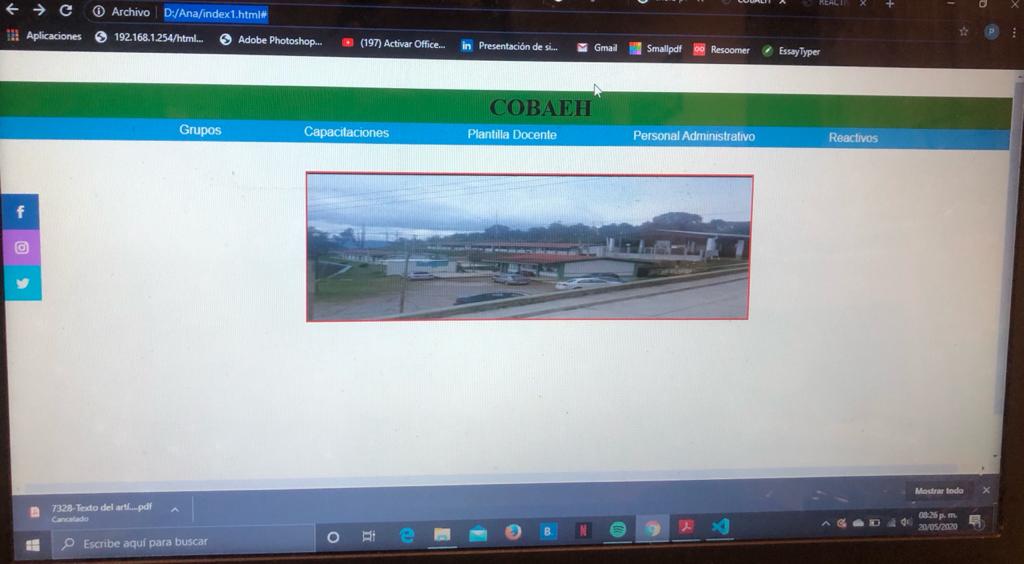 COBAEH
REACTI
Archivo D:/Ana/index1.html#
Aplicaciones 192.168.1.254/html... Adobe Photoshop... (197) Activar Office... Presentación de si... Gmail Smallpdf Resoomer EssayTyper
COBAEH
Grupos Capacitaciones Plantilla Docente Personal Administrativo Reactivos
7328-Texto del artí....pdf
Cancelado
Mostrar todo
Escribe aquí para buscar
08:26 p. m.
20/05/2020